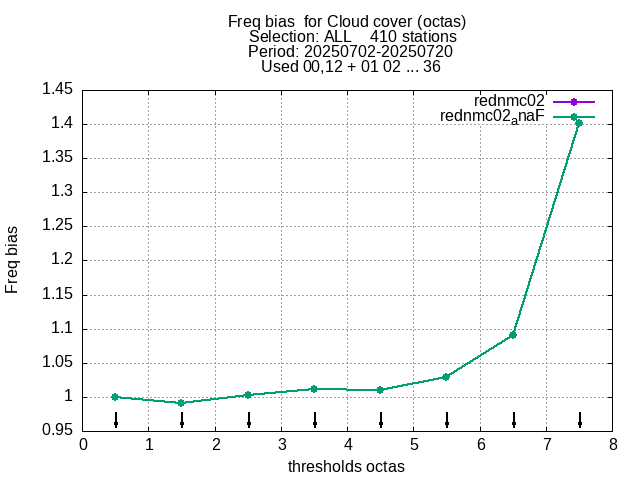 Freq bias  for Cloud cover (octas)
Selection: ALL    410 stations
Period: 20250702-20250720
Used 00,12 + 01 02 ... 36
rednmc02
rednmc02anaF
1.45
1.4
1.35
1.3
1.25
1.2
1.15
1.1
1.05
1
0.95
Freq bias
0 1 2 3 4 5 6 7 8
thresholds octas